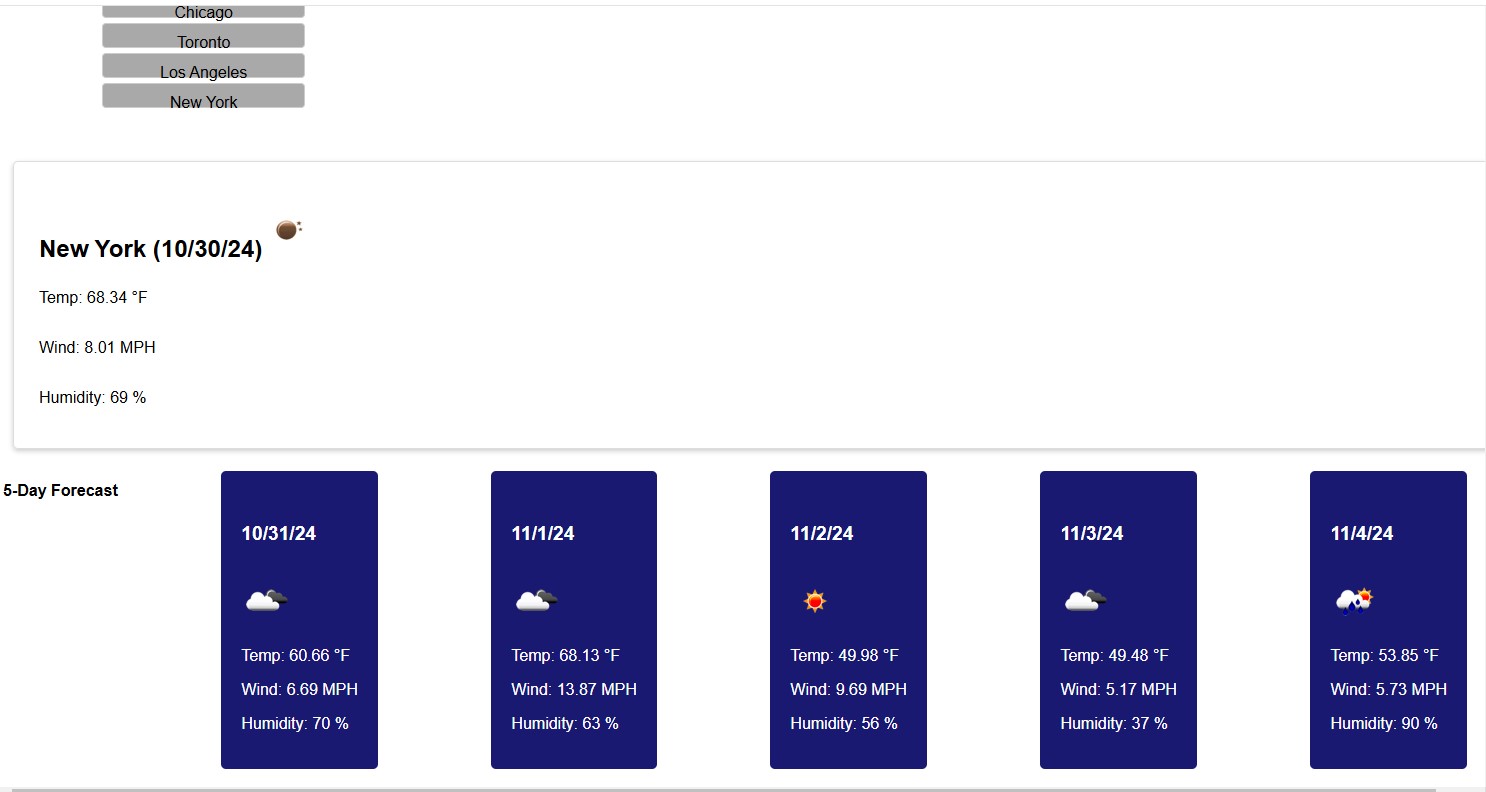 Chicago
Toronto
Los Angeles
New York
New York (10/30/24)
Temp: 68.34 °F
Wind: 8.01 MPH
Humidity: 69 %
5-Day Forecast
10/31/24
Temp: 60.66 °F
Wind: 6.69 MPH
Humidity: 70 %
11/1/24
Temp: 68.13 °F
Wind: 13.87 MPH
Humidity: 63 %
11/2/24
Temp: 49.98 °F
Wind: 9.69 MPH
Humidity: 56 %
11/3/24
Temp: 49.48 °F
Wind: 5.17 MPH
Humidity: 37 %
11/4/24
Temp: 53.85 °F
Wind: 5.73 MPH
Humidity: 90 %